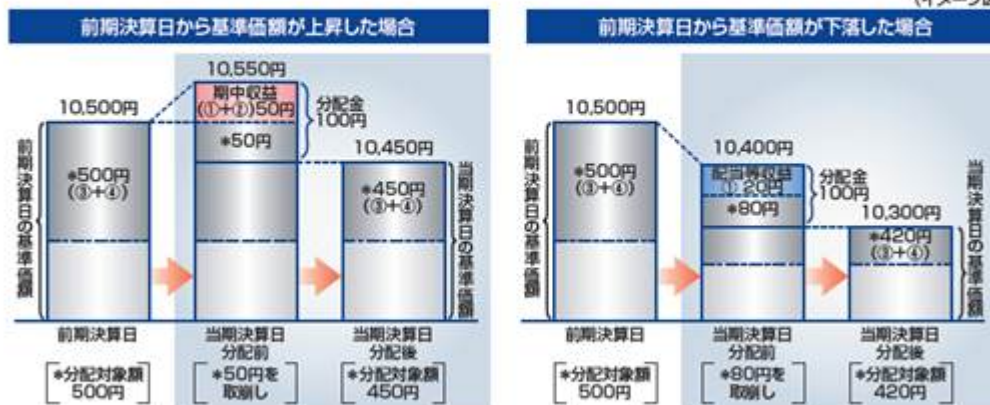 (イメージ図
前期決算日から基準価額が上昇した場合
10,550円
期中収益
(①+②)50円
*50円
分配金
100円
10,500円
*500円
(③+④)
10,450円
*450円
(③+④)
前期決算日の基準価額
当期決算日の基準価額
前期決算日
当期決算日
分配前
当期決算日
分配後
*分配対象額
500円
*50円を
取崩し
*分配対象額
450円
前期決算日から基準価額が下落した場合
10,500円
*500円
(③+④)
10,400円
配当等収益
① 20円
*80円
分配金
100円
10,300円
*420円
(③+④)
前期決算日の基準価額
当期決算日の基準価額
前期決算日
当期決算日
分配前
当期決算日
分配後
*分配対象額
500円
*80円を
取崩し
*分配対象額
420円